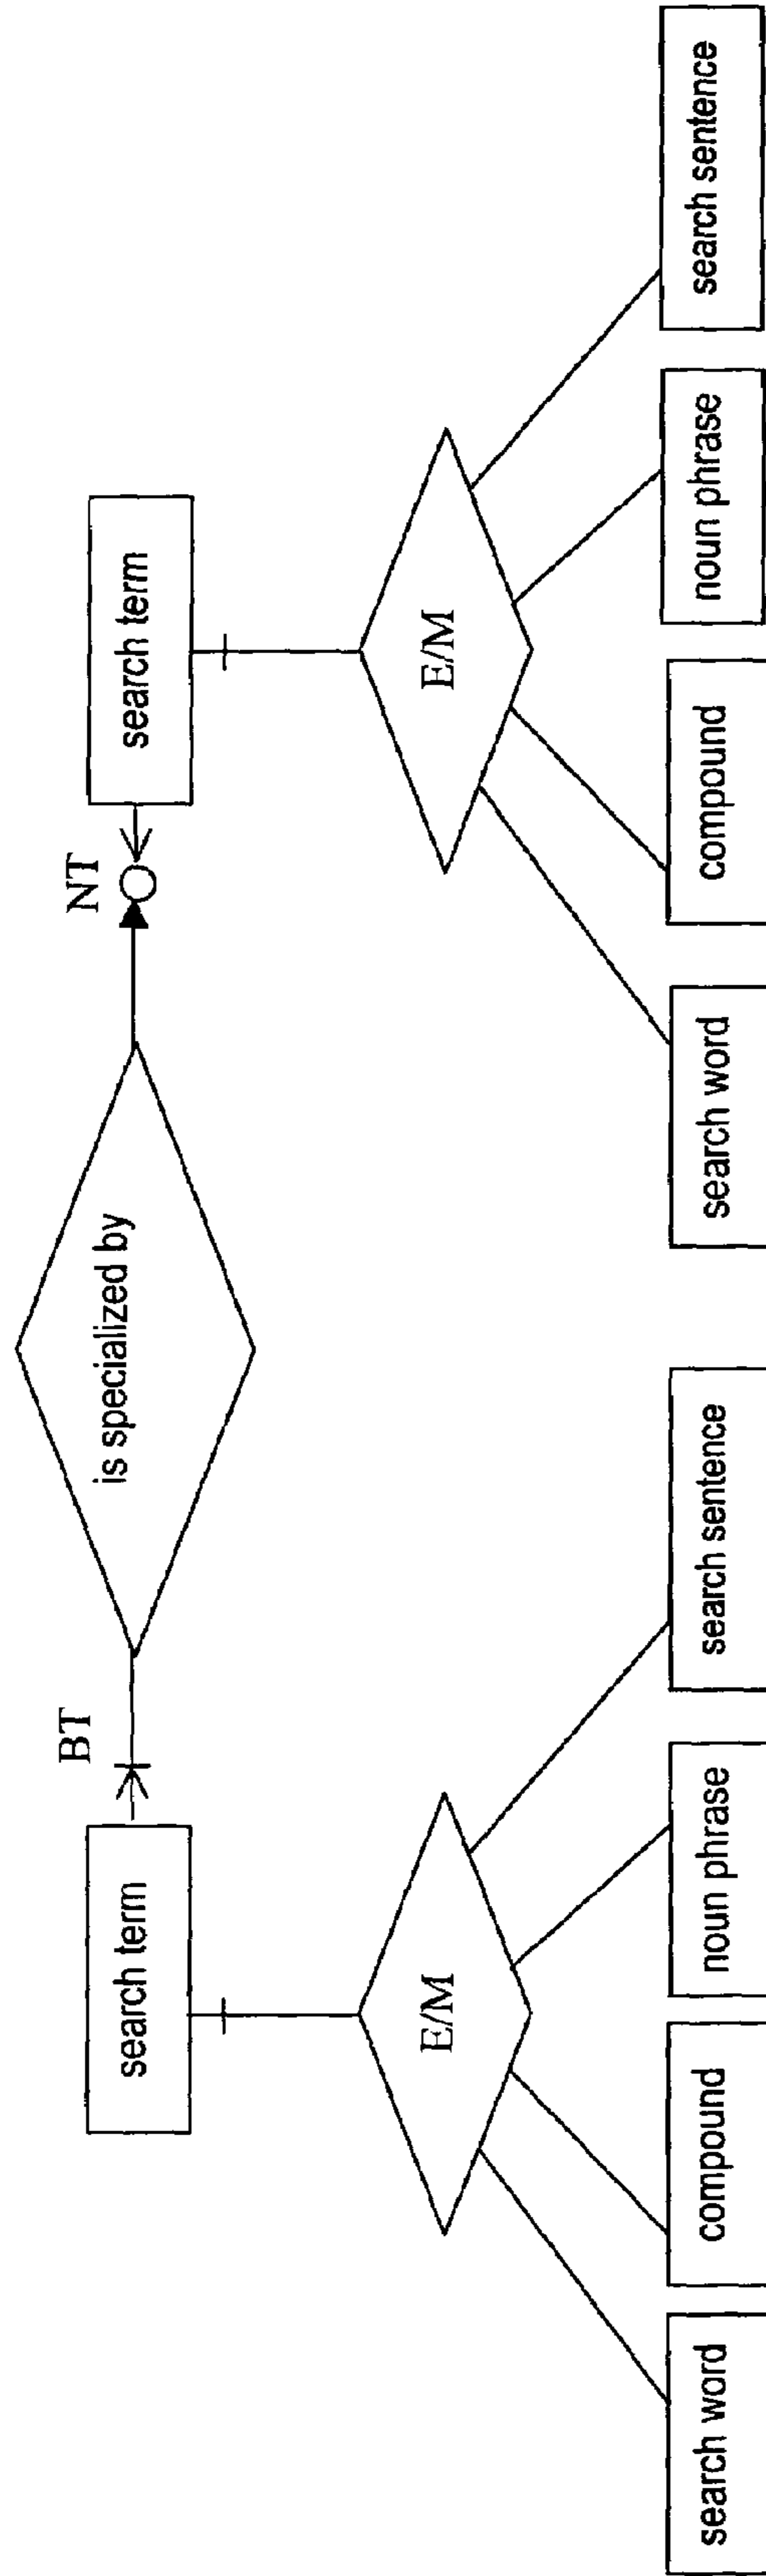 BT
NT
search term
is specialized by
search term
E/M
E/M
search word
compound
noun phrase
search sentence
search word
compound
noun phrase
search sentence